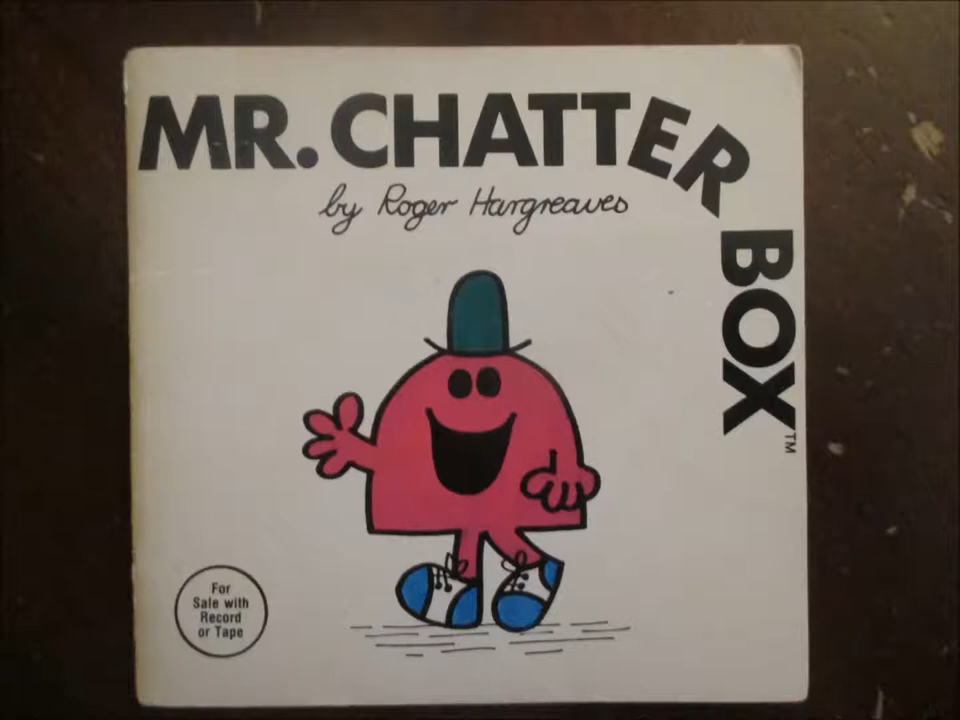 MR. CHATTER BOX™
by Roger Hargreaves
For
Sale with
Record
or Tape